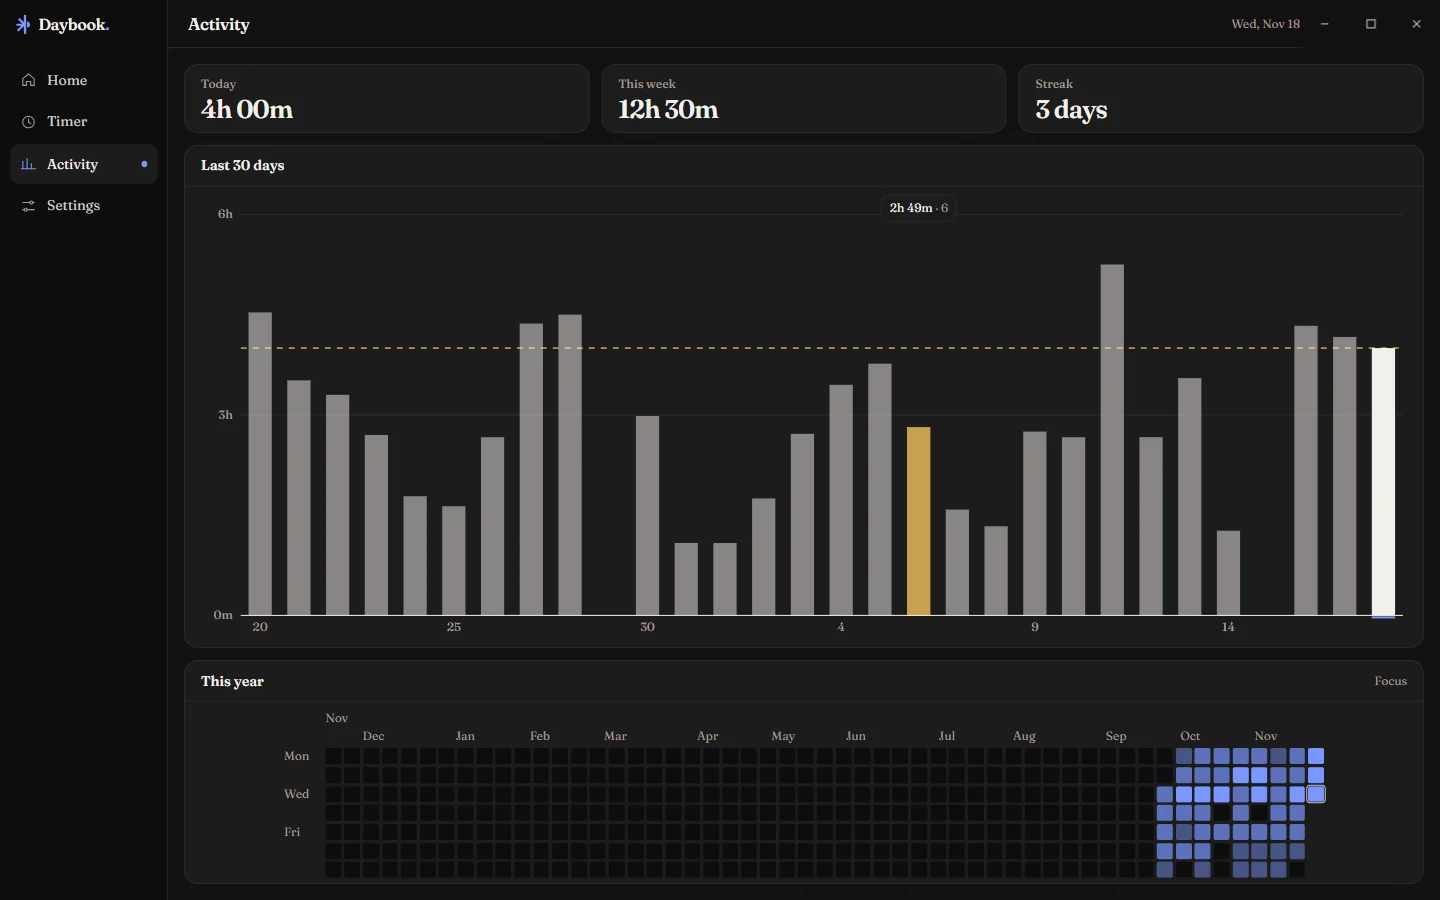 Daybook.
Activity
Wed, Nov 18
Home
Timer
Activity
Settings
Today
4h 00m
This week
12h 30m
Streak
3 days
Last 30 days
6h
2h 49m · 6
3h
0m
20 25 30 4 9 14
This year
Focus
Nov
Dec Jan Feb Mar Apr May Jun Jul Aug Sep Oct Nov
Mon
Wed
Fri